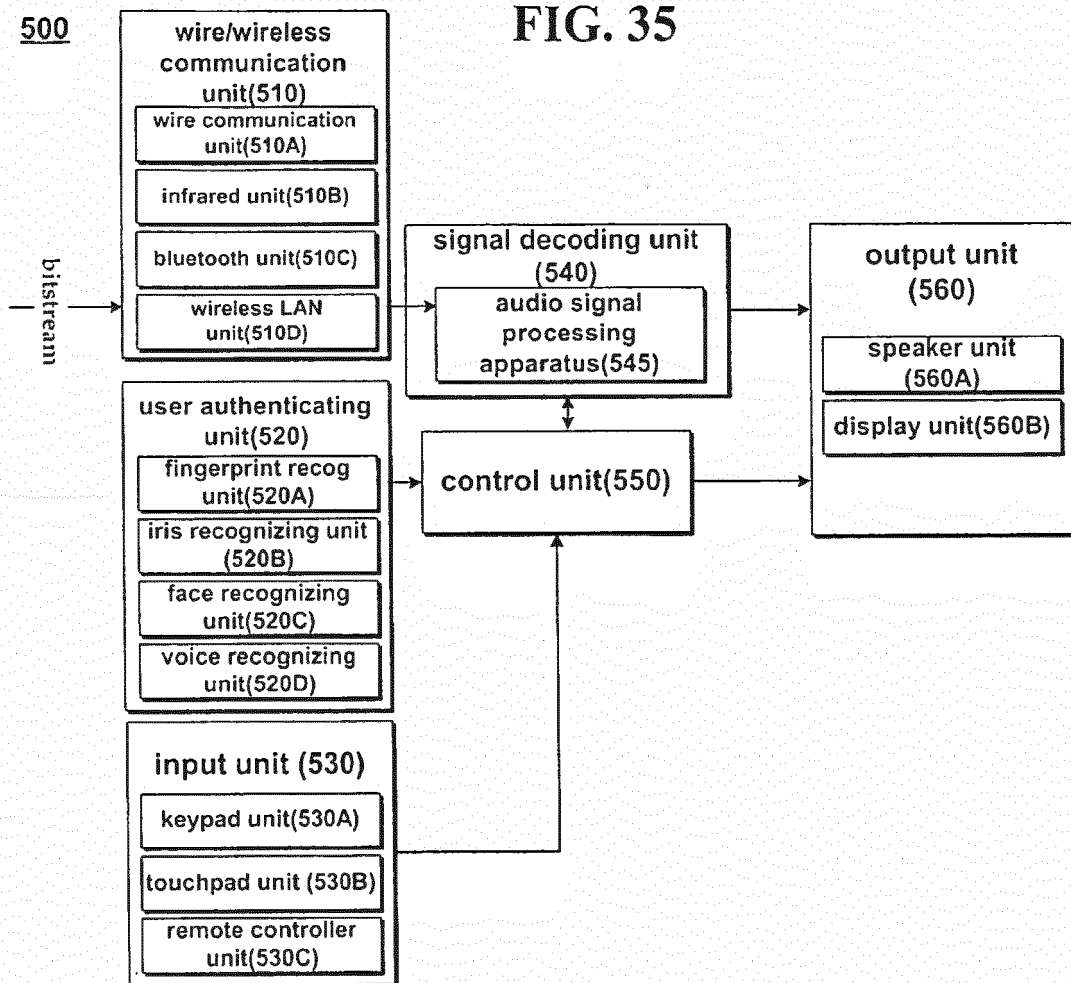 500
FIG. 35
wire/wireless
communication
unit(510)
wire communication
unit(510A)
infrared unit(510B)
bluetooth unit(510C)
wireless LAN
unit(510D)
bitstream
signal decoding unit
(540)
audio signal
processing
apparatus(545)
output unit
(560)
speaker unit
(560A)
display unit(560B)
user authenticating
unit(520)
fingerprint recog
unit(520A)
iris recognizing unit
(520B)
face recognizing
unit(520C)
voice recognizing
unit(520D)
control unit(550)
input unit (530)
keypad unit(530A)
touchpad unit (530B)
remote controller
unit(530C)